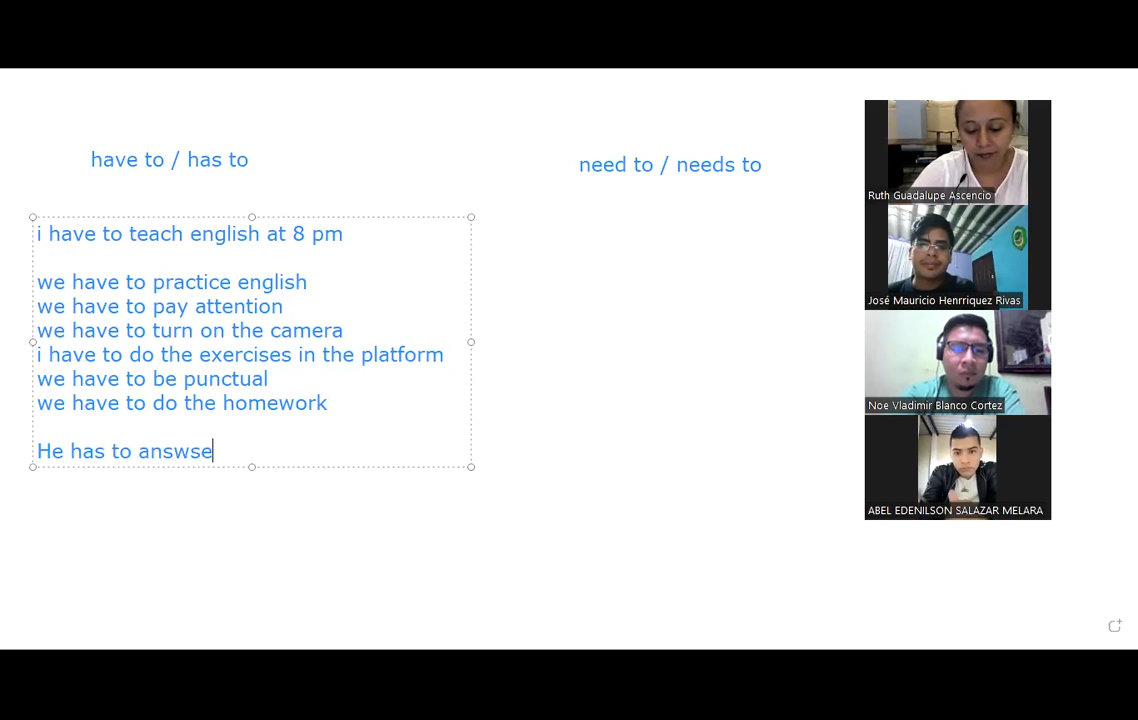 have to / has to
need to / needs to
i have to teach english at 8 pm
we have to practice english
we have to pay attention
we have to turn on the camera
i have to do the exercises in the platform
we have to be punctual
we have to do the homework
He has to answse
Ruth Guadalupe Ascencio
José Mauricio Henrriquez Rivas
Noe Vladimir Blanco Cortez
ABEL EDENILSON SALAZAR MELARA